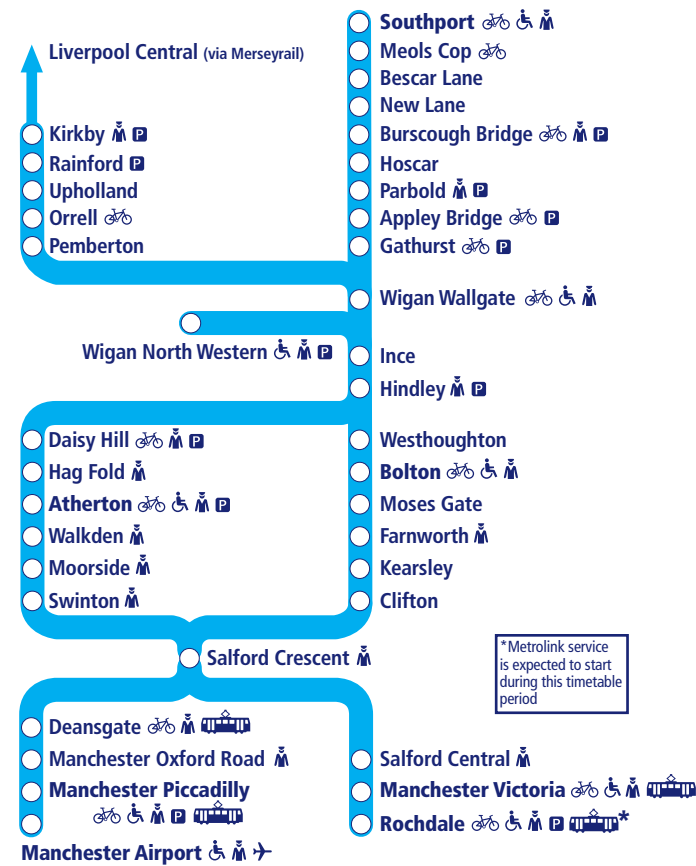 Southport
Liverpool Central (via Merseyrail)
Meols Cop
Bescar Lane
New Lane
Kirkby P
Burscough Bridge P
Rainford P
Hoscar
Upholland
Parbold P
Orrell
Appley Bridge P
Pemberton
Gathurst P
Wigan Wallgate
Wigan North Western P
Ince
Hindley P
Daisy Hill P
Westhoughton
Hag Fold
Bolton
Atherton P
Moses Gate
Walkden
Farnworth
Moorside
Kearsley
Swinton
Clifton
Salford Crescent
*Metrolink service
is expected to start
during this timetable
period
Deansgate
Manchester Oxford Road
Salford Central
Manchester Piccadilly
P
Manchester Victoria
Rochdale P *
Manchester Airport